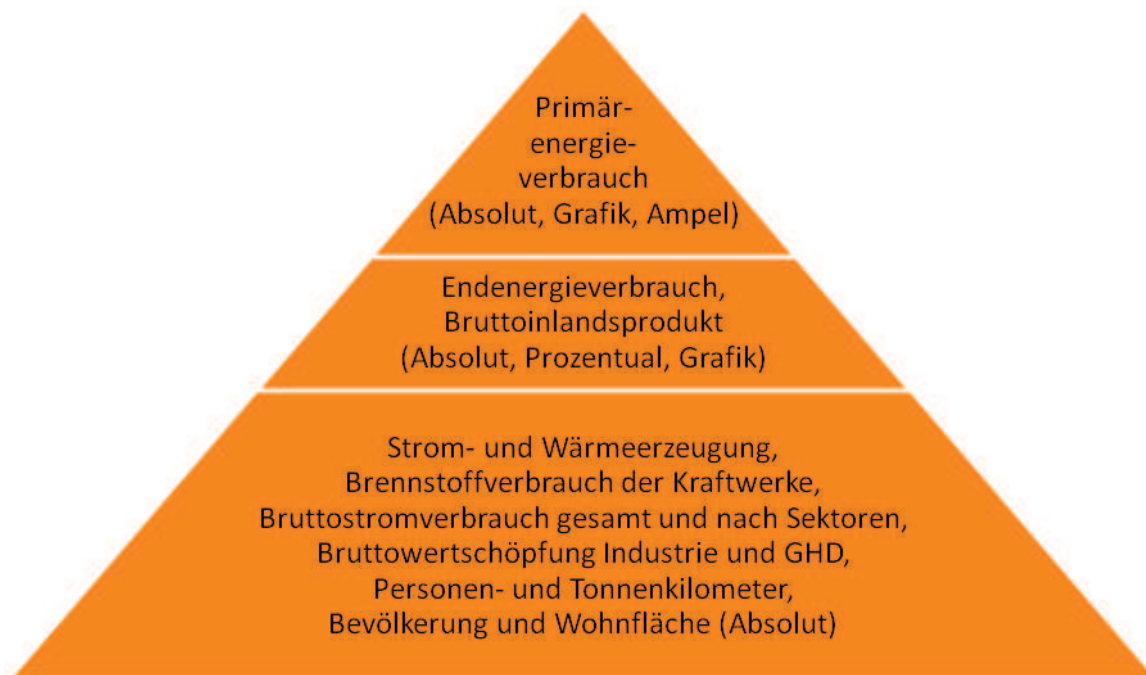 Primär-
energie-
verbrauch
(Absolut, Grafik, Ampel)
Endenergieverbrauch,
Bruttoinlandsprodukt
(Absolut, Prozentual, Grafik)
Strom- und Wärmeerzeugung,
Brennstoffverbrauch der Kraftwerke,
Bruttostromverbrauch gesamt und nach Sektoren,
Bruttowertschöpfung Industrie und GHD,
Personen- und Tonnenkilometer,
Bevölkerung und Wohnfläche (Absolut)